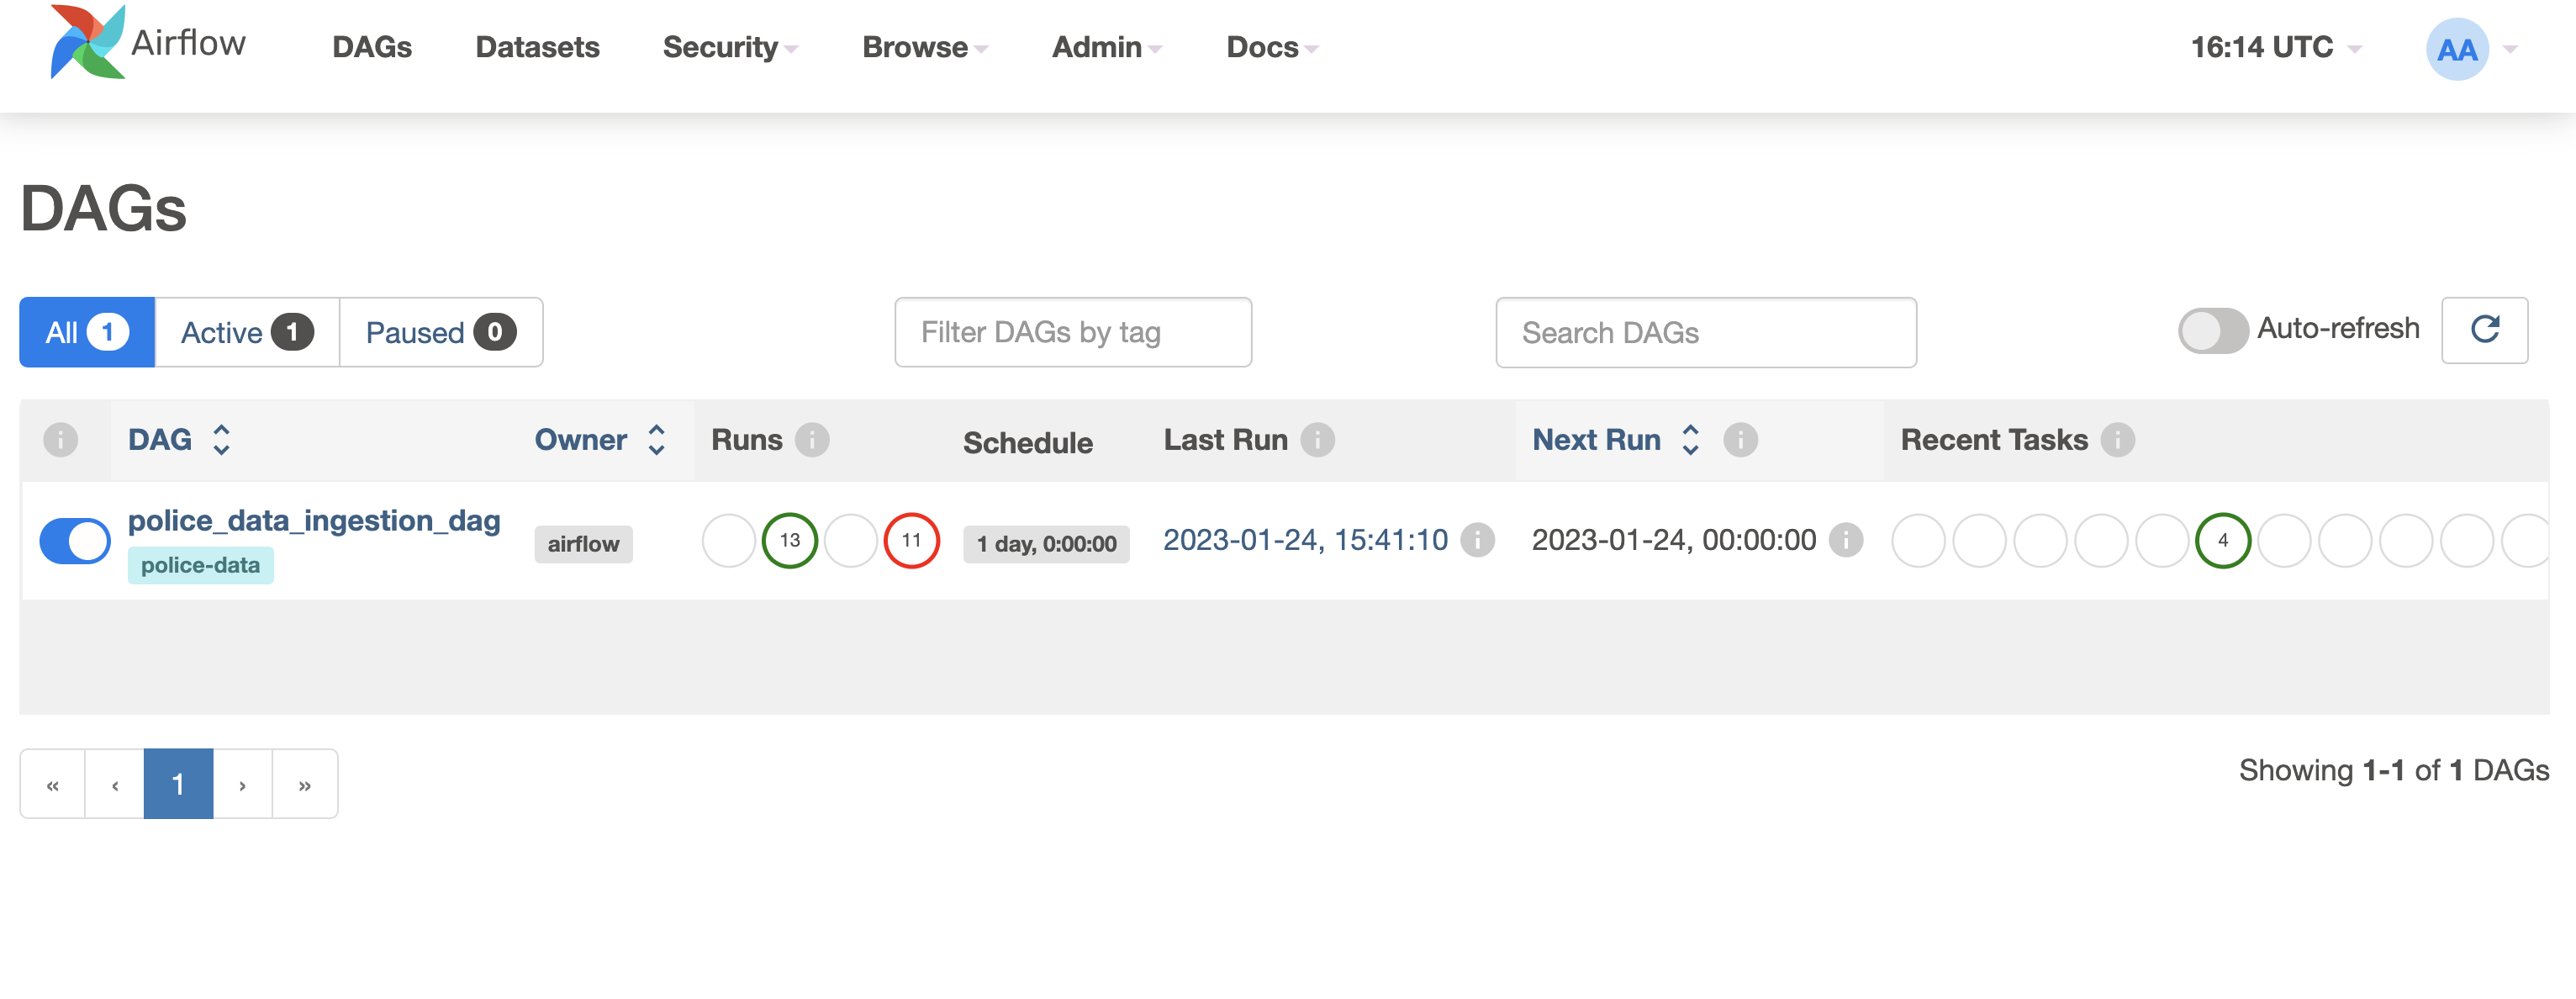 Airflow DAGs Datasets Security Browse Admin Docs 16:14 UTC AA
DAGs
All 1 Active 1 Paused 0 Filter DAGs by tag Search DAGs Auto-refresh
i DAG Owner Runs i Schedule Last Run i Next Run i Recent Tasks i
police_data_ingestion_dag airflow 13 11 1 day, 0:00:00 2023-01-24, 15:41:10 i 2023-01-24, 00:00:00 i 4
police-data
« ‹ 1 › » Showing 1-1 of 1 DAGs